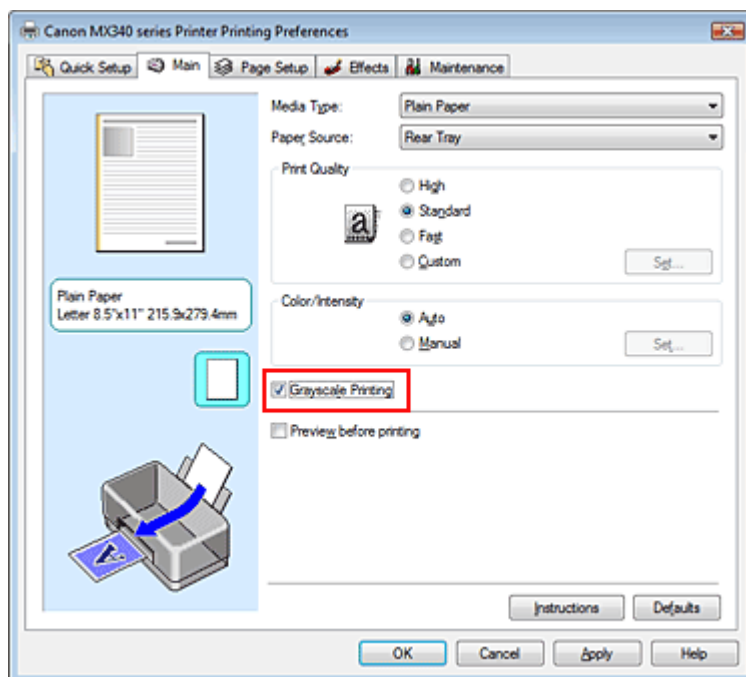 Canon MX340 series Printer Printing Preferences
Quick Setup Main Page Setup Effects Maintenance
Media Type: Plain Paper
Paper Source: Rear Tray
Print Quality
High
a Standard
Fast
Custom Set...
Plain Paper
Letter 8.5"x11" 215.9x279.4mm
Color/Intensity
Auto
Manual Set...
Grayscale Printing
Preview before printing
Instructions Defaults
OK Cancel Apply Help